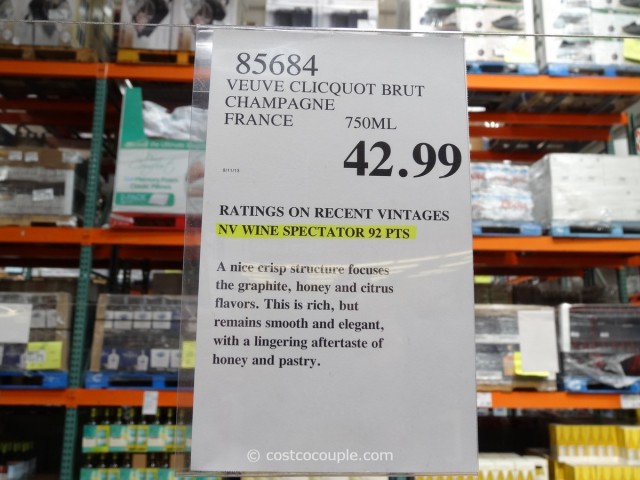 85684
VEUVE CLICQUOT BRUT
CHAMPAGNE
FRANCE 750ML
42.99
RATINGS ON RECENT VINTAGES
NV WINE SPECTATOR 92 PTS
A nice crisp structure focuses
the graphite, honey and citrus
flavors. This is rich, but
remains smooth and elegant,
with a lingering aftertaste of
honey and pastry.
© costcocouple.com